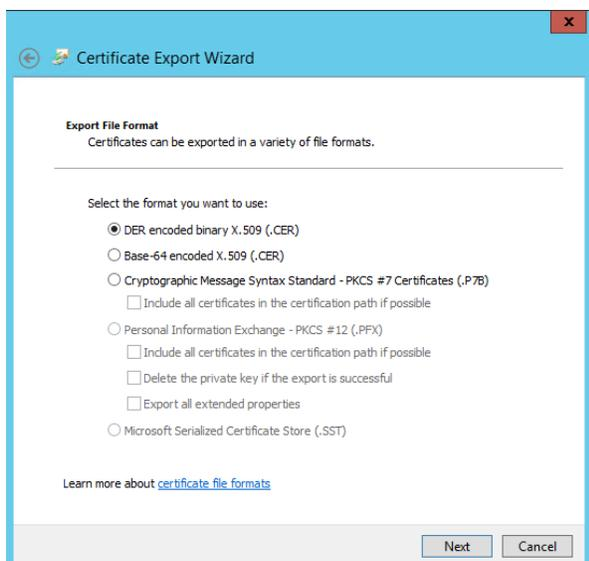 x
Certificate Export Wizard
Export File Format
Certificates can be exported in a variety of file formats.
Select the format you want to use:
DER encoded binary X.509 (.CER)
Base-64 encoded X.509 (.CER)
Cryptographic Message Syntax Standard - PKCS #7 Certificates (.P7B)
Include all certificates in the certification path if possible
Personal Information Exchange - PKCS #12 (.PFX)
Include all certificates in the certification path if possible
Delete the private key if the export is successful
Export all extended properties
Microsoft Serialized Certificate Store (.SST)
Learn more about certificate file formats
Next Cancel